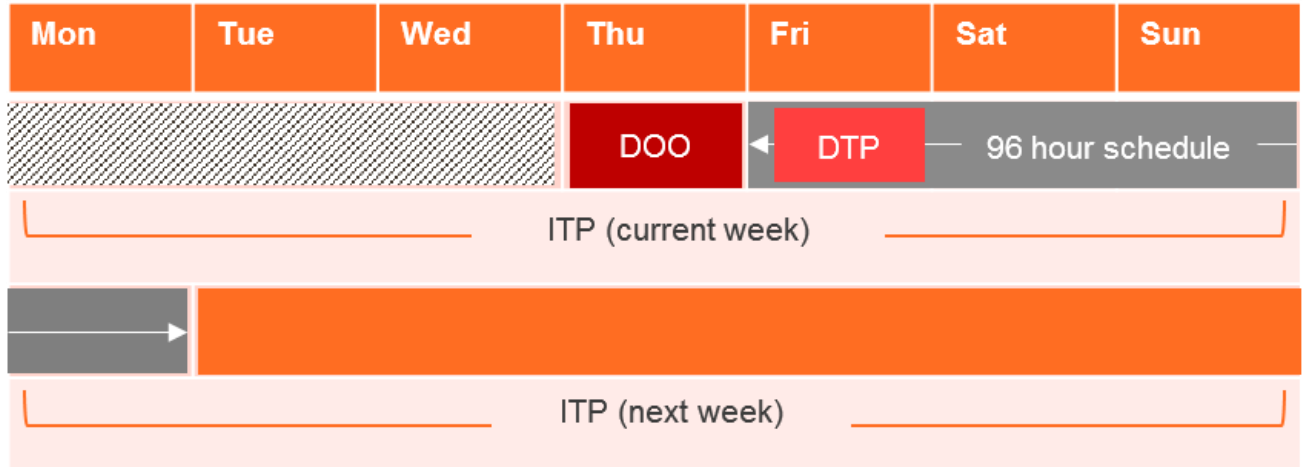 Mon Tue Wed Thu Fri Sat Sun
DOO DTP 96 hour schedule
ITP (current week)
ITP (next week)